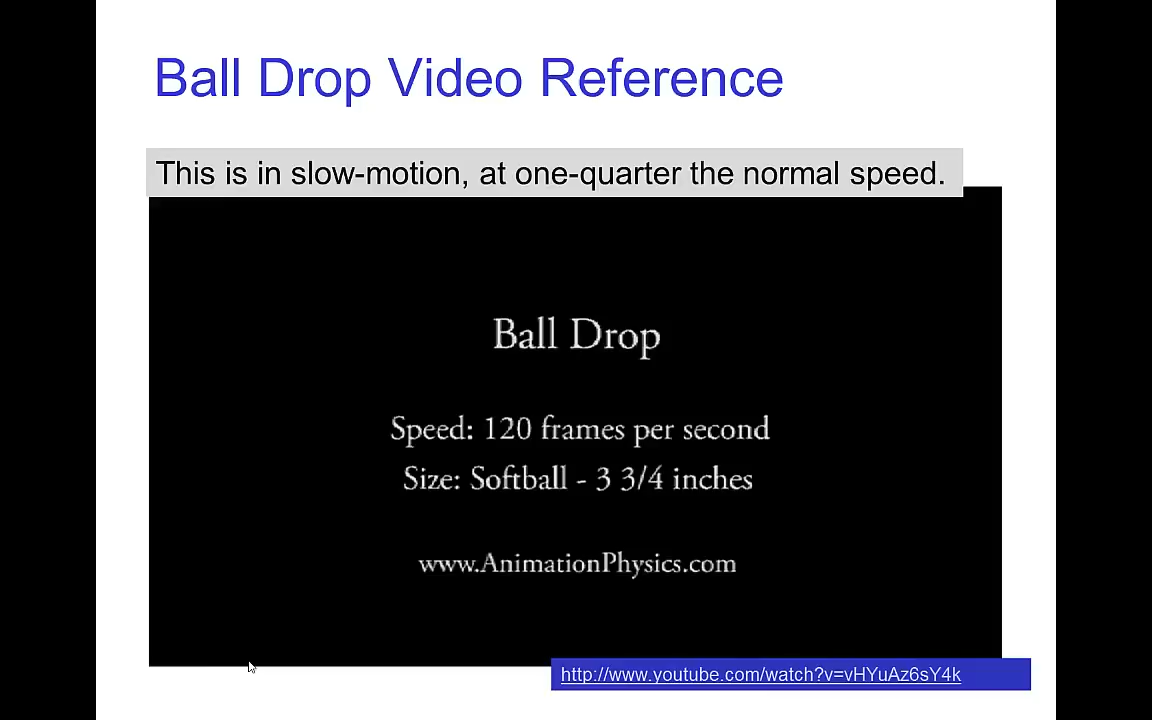 Ball Drop Video Reference
This is in slow-motion, at one-quarter the normal speed.
Ball Drop
Speed: 120 frames per second
Size: Softball - 3 3/4 inches
www.AnimationPhysics.com
http://www.youtube.com/watch?v=vHYuAz6sY4k